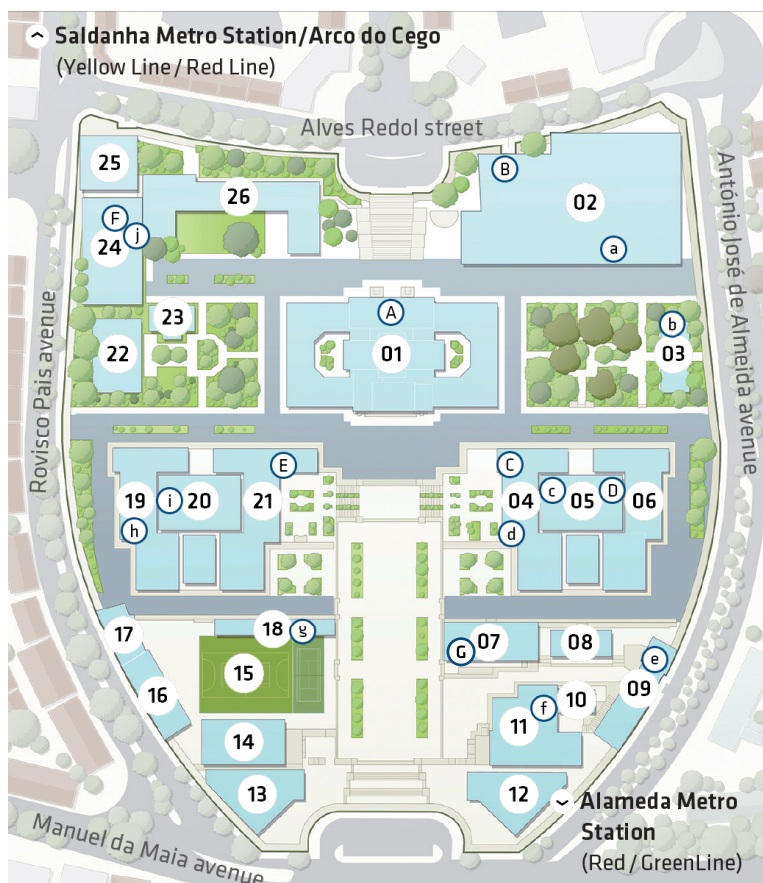 Saldanha Metro Station/Arco do Cego
(Yellow Line / Red Line)
Alves Redol street
António José de Almeida avenue
Rovisco Pais avenue
25
B
26
02
F
j
24
a
23
A
b
22
01
03
E
C
19
i
20
21
04
c
05
D
06
h
d
17
18
g
07
G
08
e
15
16
09
10
f
11
14
13
12
Alameda Metro
Station
(Red / GreenLine)
Manuel da Maia avenue